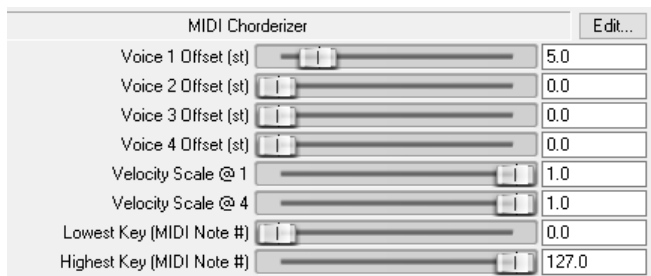 MIDI Chorderizer Edit...
Voice 1 Offset (st) 5.0
Voice 2 Offset (st) 0.0
Voice 3 Offset (st) 0.0
Voice 4 Offset (st) 0.0
Velocity Scale @ 1 1.0
Velocity Scale @ 4 1.0
Lowest Key (MIDI Note #) 0.0
Highest Key (MIDI Note #) 127.0